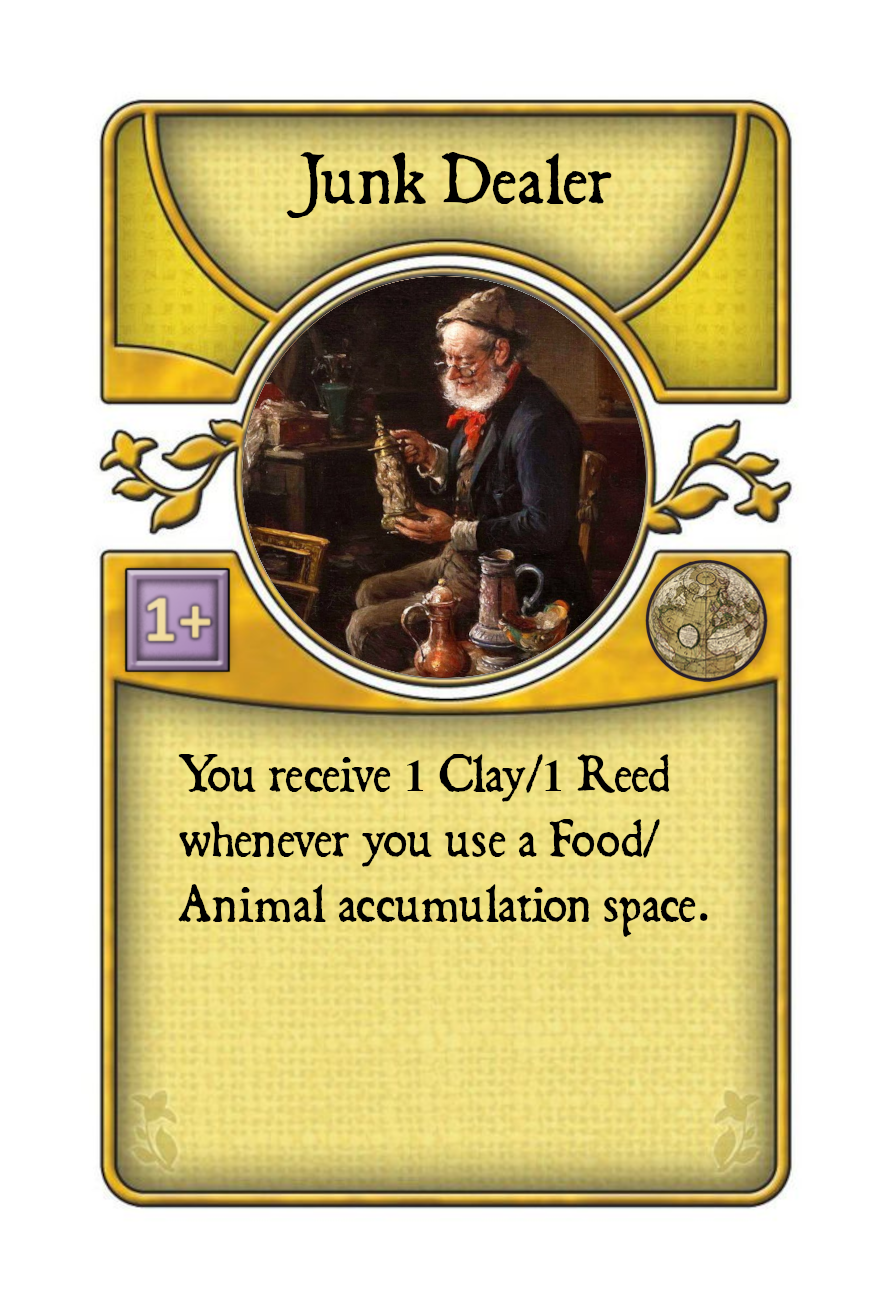 Junk Dealer
1+
You receive 1 Clay/1 Reed
whenever you use a Food/
Animal accumulation space.